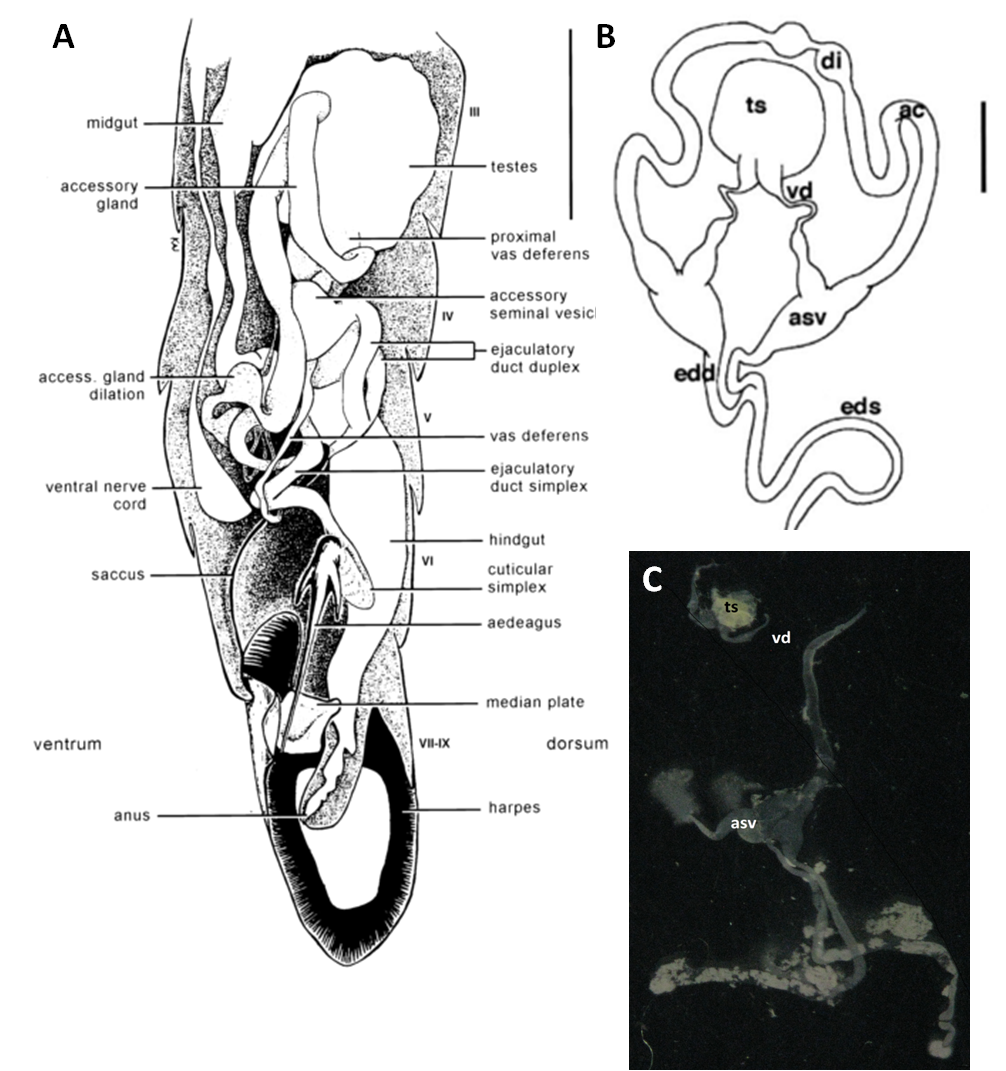 A
midgut
accessory
gland
III
III
testes
proximal
vas deferens
accessory
seminal vesic
IV
ejaculatory
duct duplex
access. gland
dilation
V
vas deferens
ejaculatory
duct simplex
ventral nerve
cord
hindgut
VI
saccus
cuticular
simplex
aedeagus
median plate
ventrum
VII-IX
dorsum
anus
harpes
B
di
ts
ac
vd
asv
edd
eds
C
ts
vd
asv